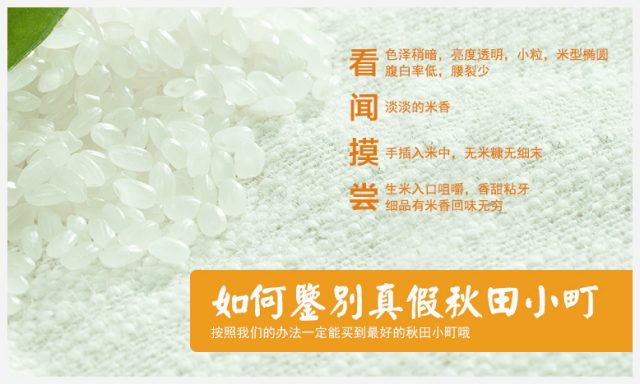 看
色泽稍暗，亮度透明，小粒，米型椭圆
腹白率低，腰裂少
闻
淡淡的米香
摸
手插入米中，无米糠无细末
尝
生米入口咀嚼，香甜粘牙
细品有米香回味无穷
如何鉴别真假秋田小町
按照我们的办法一定能买到最好的秋田小町哦